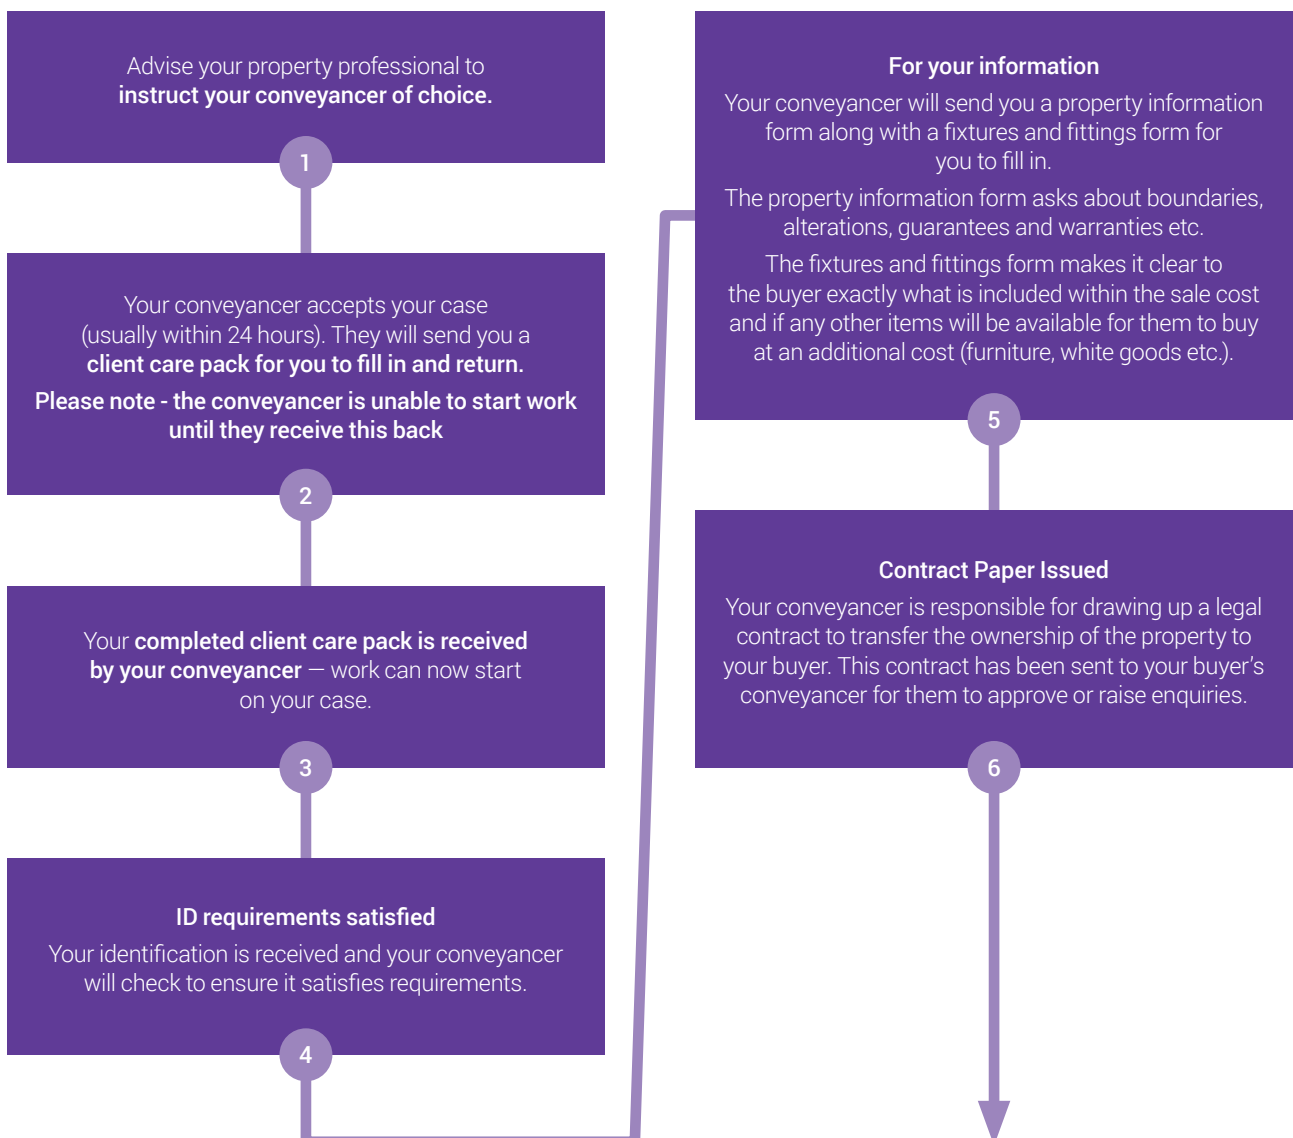 Advise your property professional to
instruct your conveyancer of choice.
1
Your conveyancer accepts your case
(usually within 24 hours). They will send you a
client care pack for you to fill in and return.
Please note - the conveyancer is unable to start work
until they receive this back
2
Your completed client care pack is received
by your conveyancer — work can now start
on your case.
3
ID requirements satisfied
Your identification is received and your conveyancer
will check to ensure it satisfies requirements.
4
For your information
Your conveyancer will send you a property information
form along with a fixtures and fittings form for
you to fill in.
The property information form asks about boundaries,
alterations, guarantees and warranties etc.
The fixtures and fittings form makes it clear to
the buyer exactly what is included within the sale cost
and if any other items will be available for them to buy
at an additional cost (furniture, white goods etc.).
5
Contract Paper Issued
Your conveyancer is responsible for drawing up a legal
contract to transfer the ownership of the property to
your buyer. This contract has been sent to your buyer’s
conveyancer for them to approve or raise enquiries.
6